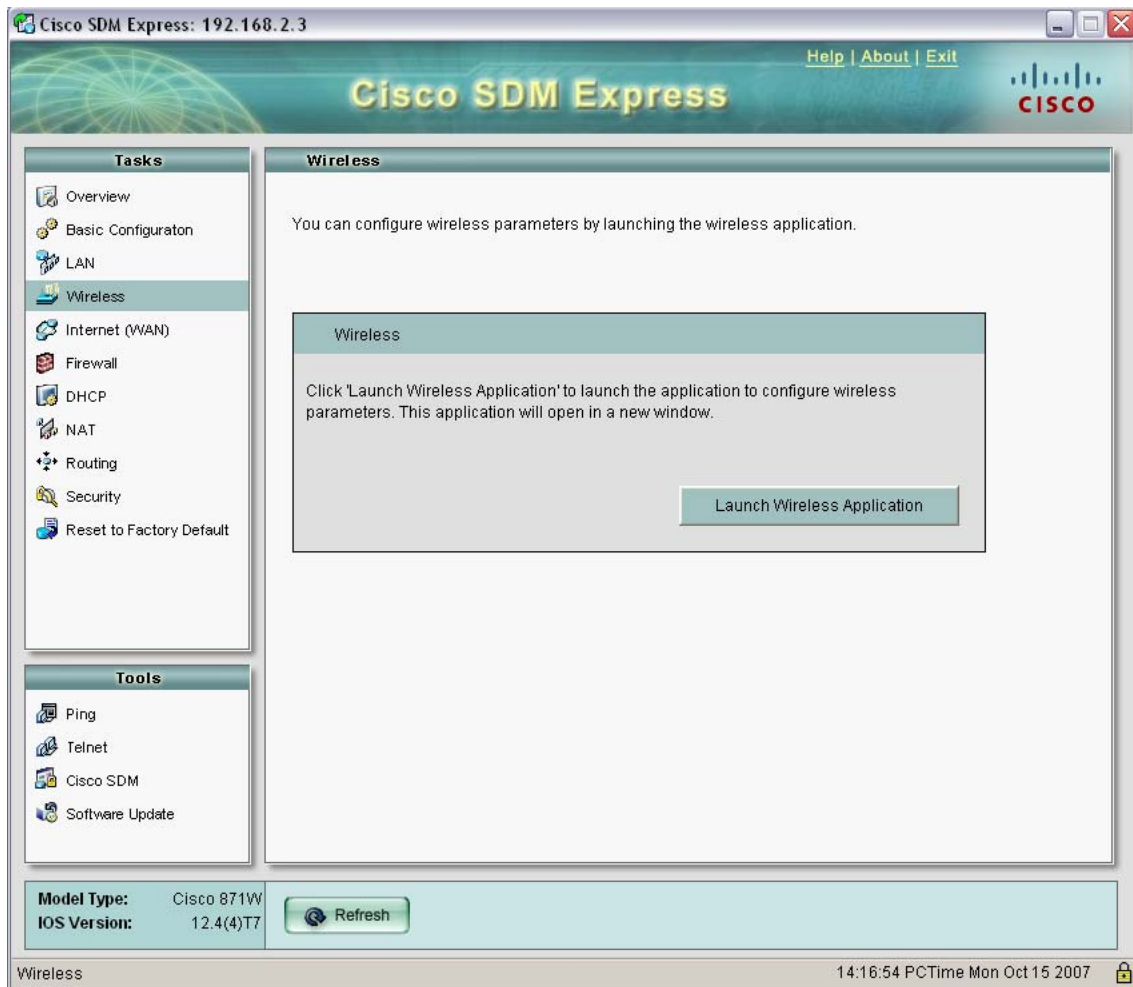 Cisco SDM Express: 192.168.2.3
Help | About | Exit
Cisco SDM Express
CISCO
Tasks
Overview
Basic Configuraton
LAN
Wireless
Internet (WAN)
Firewall
DHCP
NAT
Routing
Security
Reset to Factory Default
Tools
Ping
Telnet
Cisco SDM
Software Update
Wireless
You can configure wireless parameters by launching the wireless application.
Wireless
Click 'Launch Wireless Application' to launch the application to configure wireless
parameters. This application will open in a new window.
Launch Wireless Application
Model Type: Cisco 871W
IOS Version: 12.4(4)T7
Refresh
Wireless
14:16:54 PCTime Mon Oct 15 2007